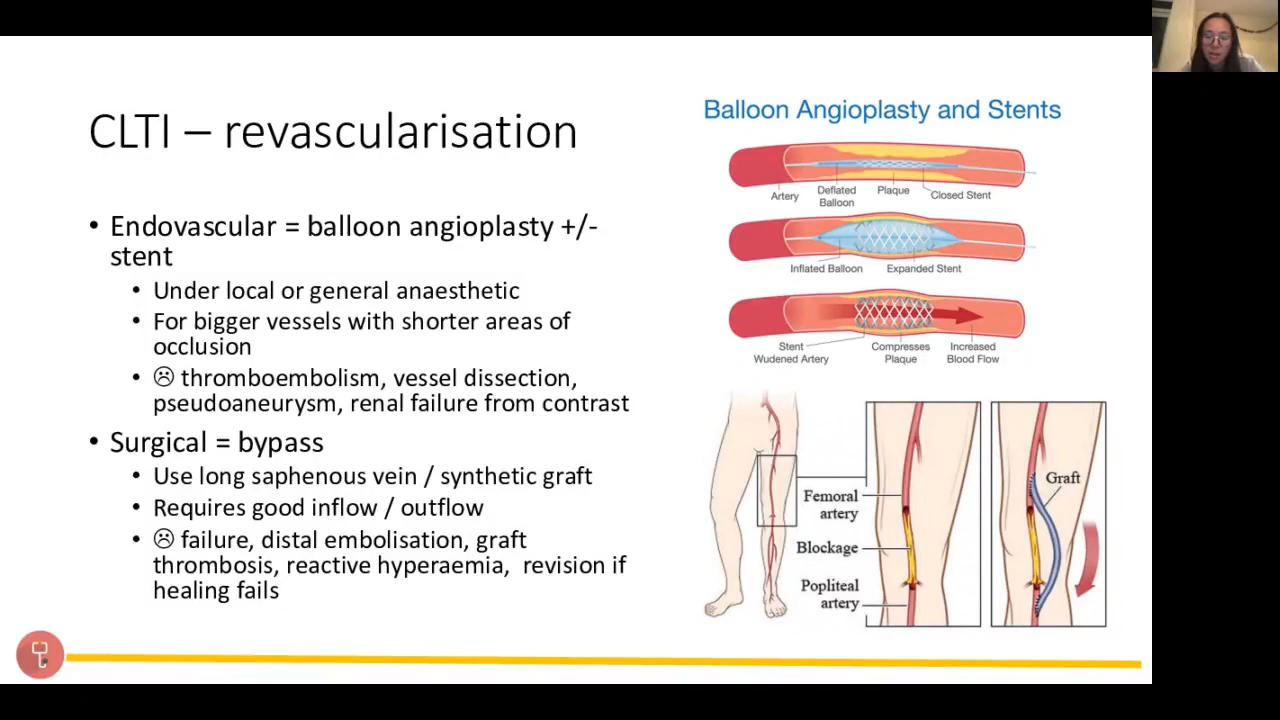 CLTI – revascularisation
• Endovascular = balloon angioplasty +/-
stent
• Under local or general anaesthetic
• For bigger vessels with shorter areas of
occlusion
• ☹ thromboembolism, vessel dissection,
pseudoaneurysm, renal failure from contrast
• Surgical = bypass
• Use long saphenous vein / synthetic graft
• Requires good inflow / outflow
• ☹ failure, distal embolisation, graft
thrombosis, reactive hyperaemia, revision if
healing fails
Balloon Angioplasty and Stents
Artery
Deflated
Balloon
Plaque
Closed Stent
Inflated Balloon
Expanded Stent
Stent
Wudened Artery
Compresses
Plaque
Increased
Blood Flow
Femoral
artery
Blockage
Popliteal
artery
Graft